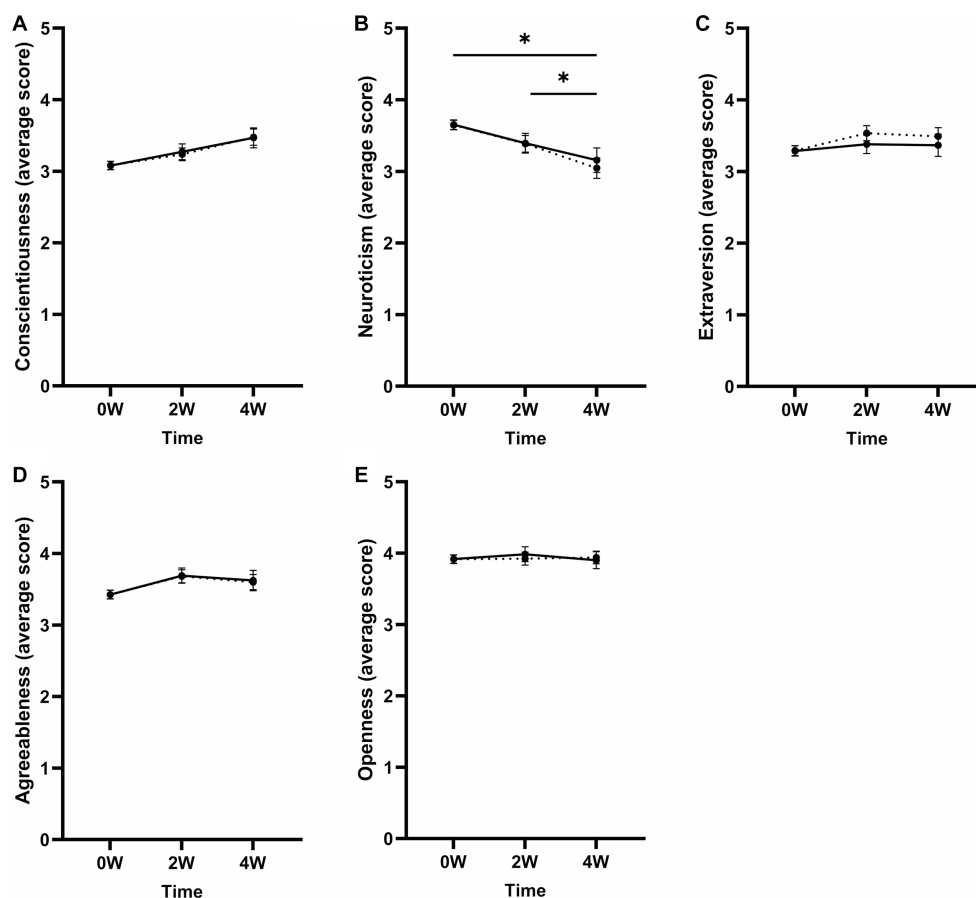 A
Conscientiousness (average score)
5
4
3
2
1
0
0W 2W 4W
Time
B
Neuroticism (average score)
5
4
3
2
1
0
*
*
0W 2W 4W
Time
C
Extraversion (average score)
5
4
3
2
1
0
0W 2W 4W
Time
D
Agreeableness (average score)
5
4
3
2
1
0
0W 2W 4W
Time
E
Openness (average score)
5
4
3
2
1
0
0W 2W 4W
Time